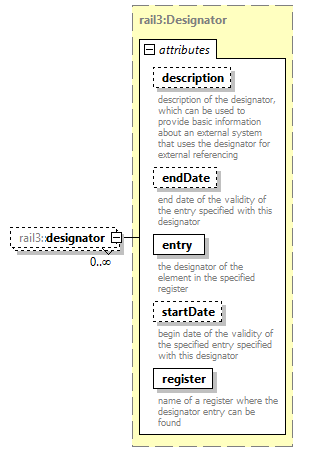 rail3:Designator
attributes
description
description of the designator,
which can be used to
provide basic information
about an external system
that uses the designator for
external referencing
endDate
end date of the validity of
the entry specified with this
designator
rail3::designator
0..∞
entry
the designator of the
element in the specified
register
startDate
begin date of the validity of
the specified entry specified
with this designator
register
name of a register where the
designator entry can be
found